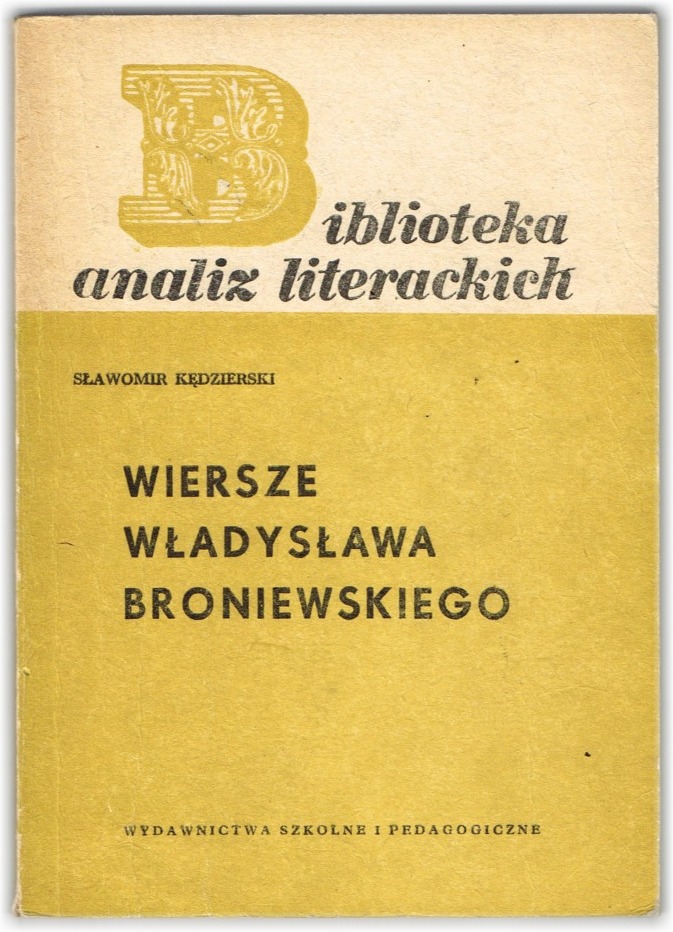 Biblioteka
analiz literackich
SŁAWOMIR KĘDZIERSKI
WIERSZE
WŁADYSŁAWA
BRONIEWSKIEGO
WYDAWNICTWA SZKOLNE I PEDAGOGICZNE